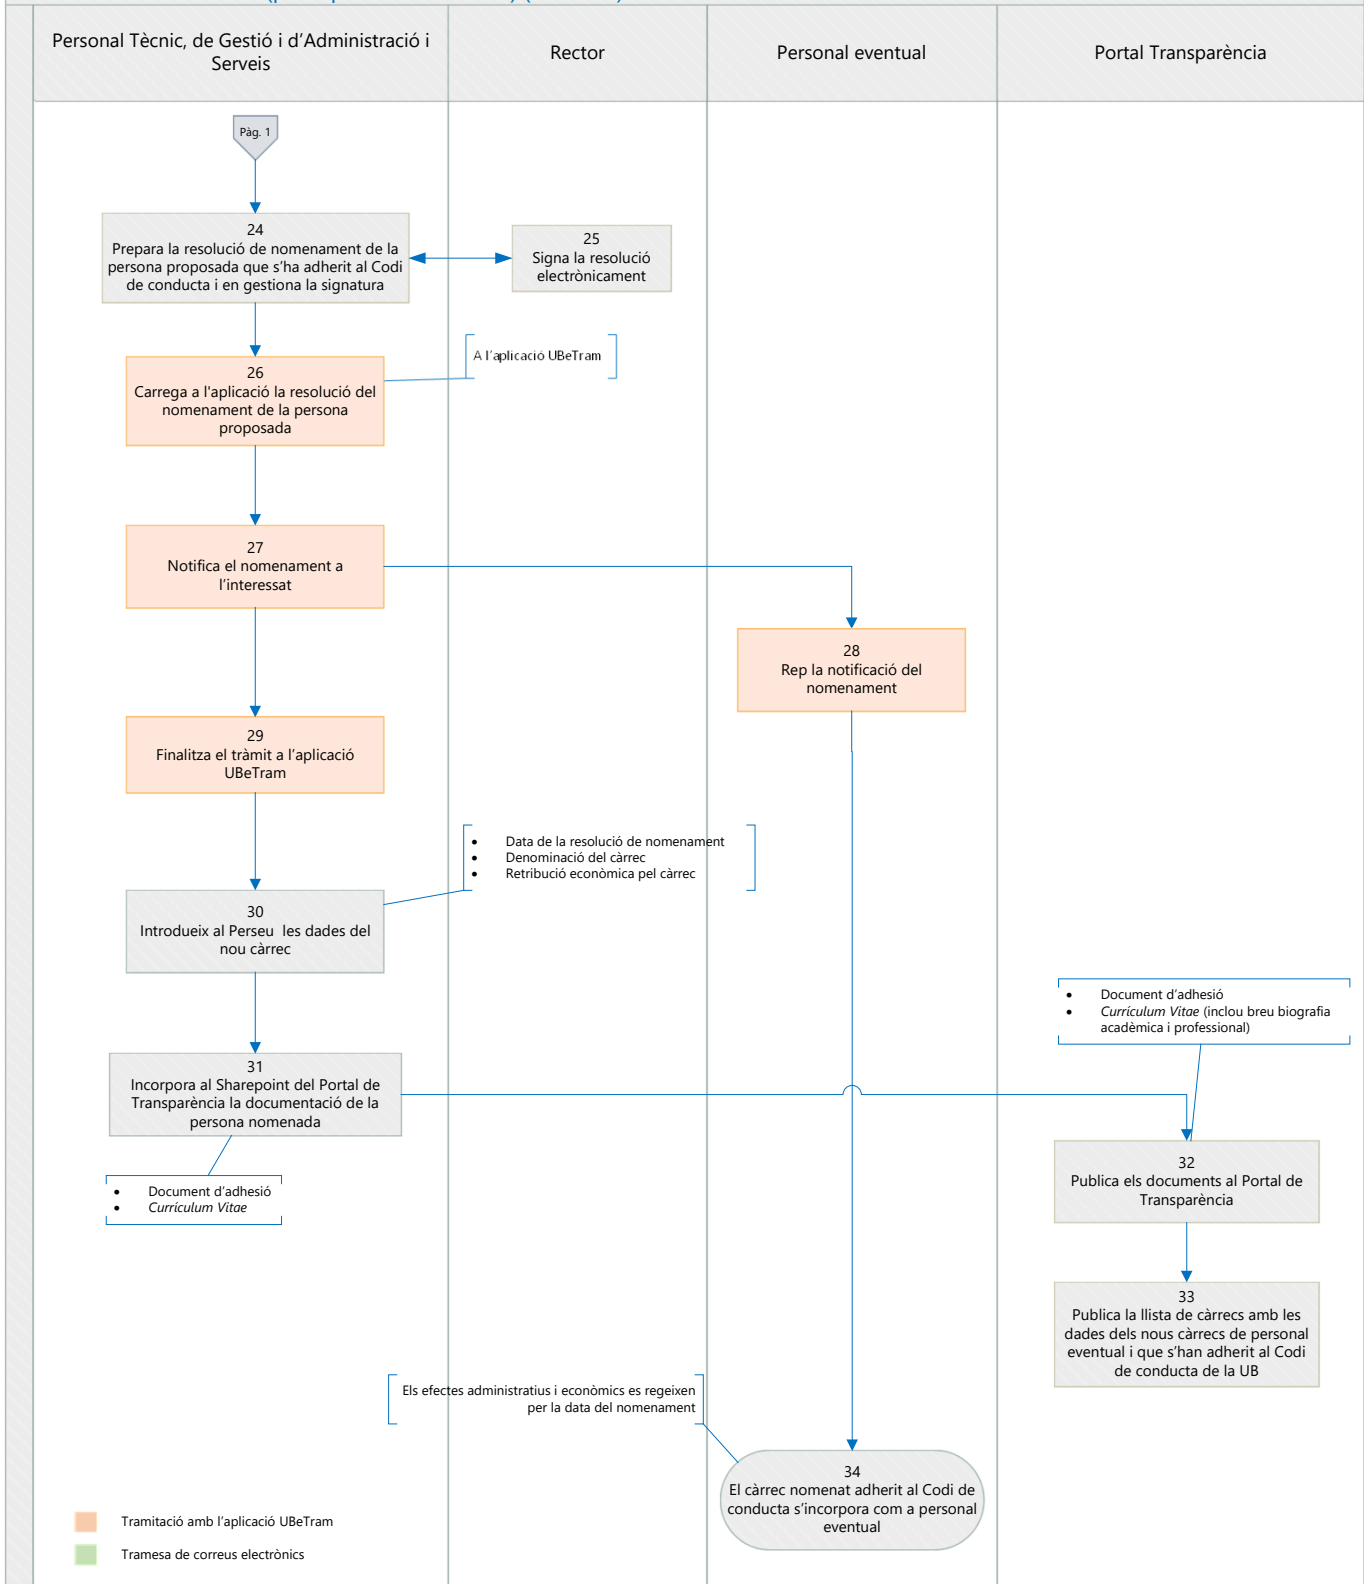 Personal Tècnic, de Gestió i d'Administració i
Serveis
Rector
Personal eventual
Portal Transparència
Pàg. 1
24
Prepara la resolució de nomenament de la
persona proposada que s'ha adherit al Codi
de conducta i en gestiona la signatura
25
Signa la resolució
electrònicament
A l'aplicació UBeTram
26
Carrega a l'aplicació la resolució del
nomenament de la persona
proposada
27
Notifica el nomenament a
l'interessat
28
Rep la notificació del
nomenament
29
Finalitza el tràmit a l'aplicació
UBeTram
• Data de la resolució de nomenament
• Denominació del càrrec
• Retribució econòmica pel càrrec
30
Introdueix al Perseu les dades del
nou càrrec
• Document d'adhesió
• Currículum Vitae (inclou breu biografia
acadèmica i professional)
31
Incorpora al Sharepoint del Portal de
Transparència la documentació de la
persona nomenada
• Document d'adhesió
• Currículum Vitae
32
Publica els documents al Portal de
Transparència
33
Publica la llista de càrrecs amb les
dades dels nous càrrecs de personal
eventual i que s'han adherit al Codi
de conducta de la UB
Els efectes administratius i econòmics es regeixen
per la data del nomenament
34
El càrrec nomenat adherit al Codi de
conducta s'incorpora com a personal
eventual
Tramitació amb l'aplicació UBeTram
Tramesa de correus electrònics